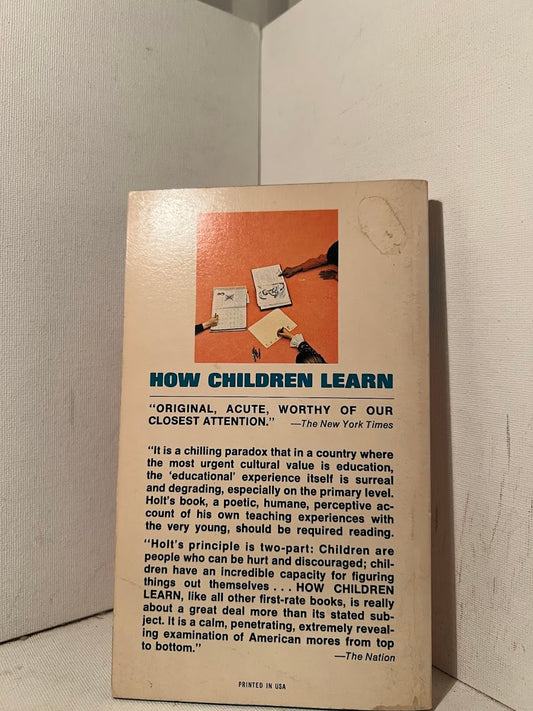 HOW CHILDREN LEARN
"ORIGINAL, ACUTE, WORTHY OF OUR
CLOSEST ATTENTION." —The New York Times
"It is a chilling paradox that in a country where
the most urgent cultural value is education,
the 'educational' experience itself is surreal
and degrading, especially on the primary level.
Holt's book, a poetic, humane, perceptive ac-
count of his own teaching experiences with
the very young, should be required reading.
"Holt's principle is two-part: Children are
people who can be hurt and discouraged; chil-
dren have an incredible capacity for figuring
things out themselves . . . HOW CHILDREN
LEARN, like all other first-rate books, is really
about a great deal more than its stated sub-
ject. It is a calm, penetrating, extremely reveal-
ing examination of American mores from top
to bottom."
—The Nation
PRINTED IN USA